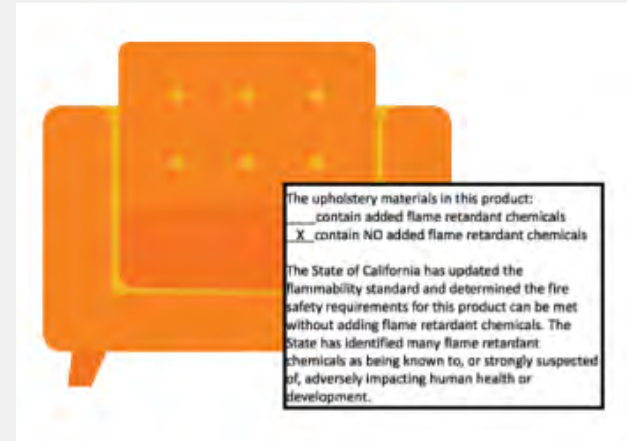 The upholstery materials in this product:
____contain added flame retardant chemicals
_X_contain NO added flame retardant chemicals
The State of California has updated the
flammability standard and determined the fire
safety requirements for this product can be met
without adding flame retardant chemicals. The
State has identified many flame retardant
chemicals as being known to, or strongly suspected
of, adversely impacting human health or
development.